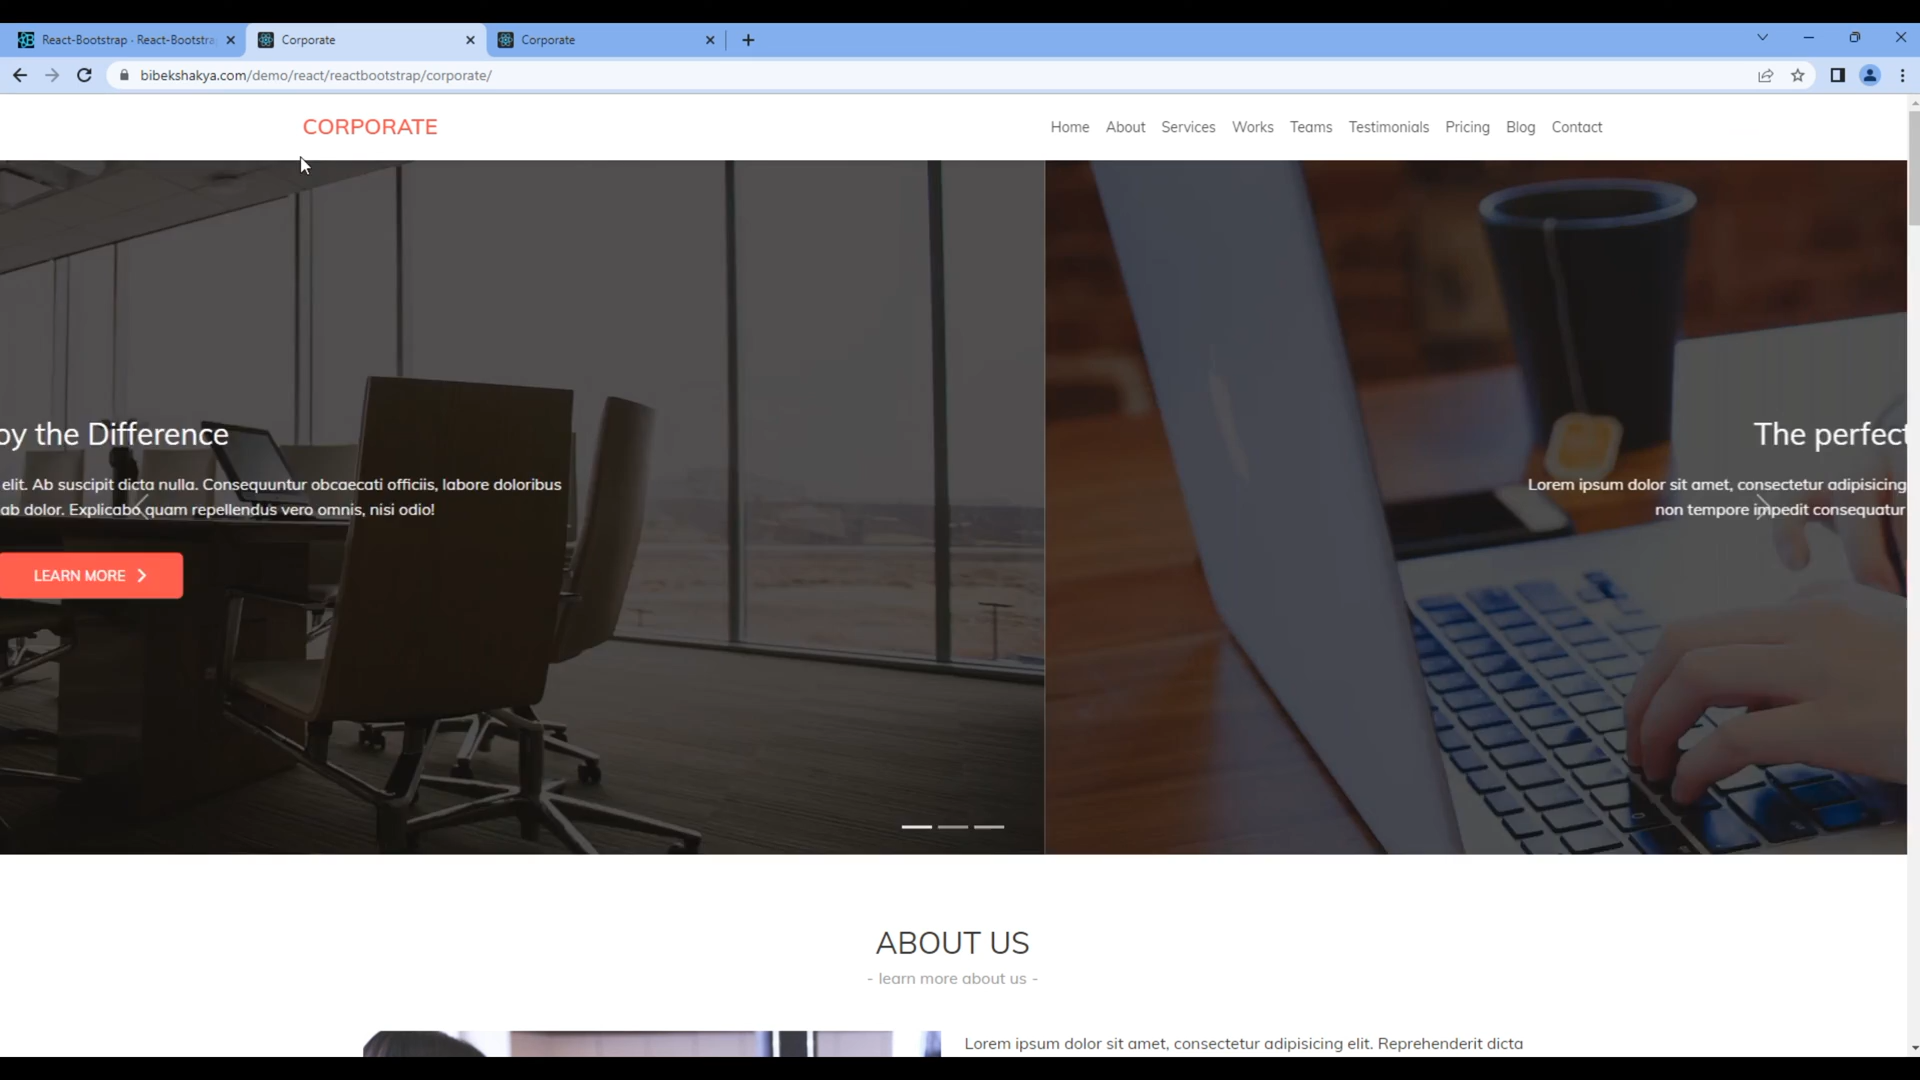 React-Bootstrap · React-Bootstra
Corporate
Corporate
bibekshakya.com/demo/react/reactbootstrap/corporate/
CORPORATE
Home About Services Works Teams Testimonials Pricing Blog Contact
oy the Difference
elit. Ab suscipit dicta nulla. Consequuntur obcaecati officiis, labore doloribus
ab dolor. Explicabo quam repellendus vero omnis, nisi odio!
LEARN MORE
The perfect
Lorem ipsum dolor sit amet, consectetur adipisicing
non tempore impedit consequatur
ABOUT US
- learn more about us -
Lorem ipsum dolor sit amet, consectetur adipisicing elit. Reprehenderit dicta